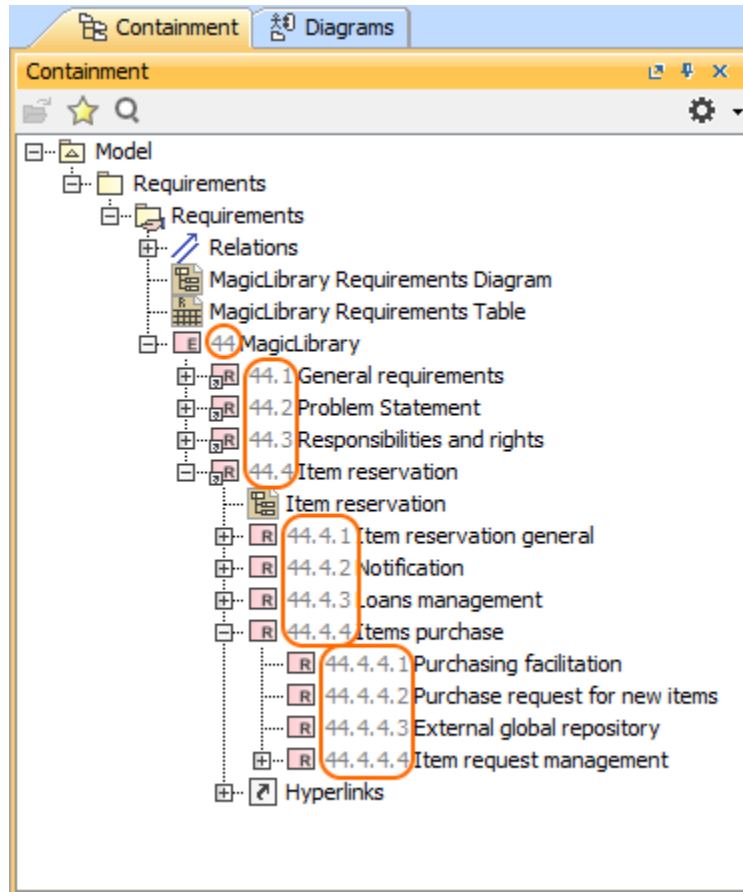 Containment Diagrams
Containment
Model
Requirements
Requirements
Relations
MagicLibrary Requirements Diagram
R MagicLibrary Requirements Table
E 44 MagicLibrary
R 44.1 General requirements
R 44.2 Problem Statement
R 44.3 Responsibilities and rights
R 44.4 Item reservation
Item reservation
R 44.4.1 Item reservation general
R 44.4.2 Notification
R 44.4.3 Loans management
R 44.4.4 Items purchase
R 44.4.4.1 Purchasing facilitation
R 44.4.4.2 Purchase request for new items
R 44.4.4.3 External global repository
R 44.4.4.4 Item request management
Hyperlinks